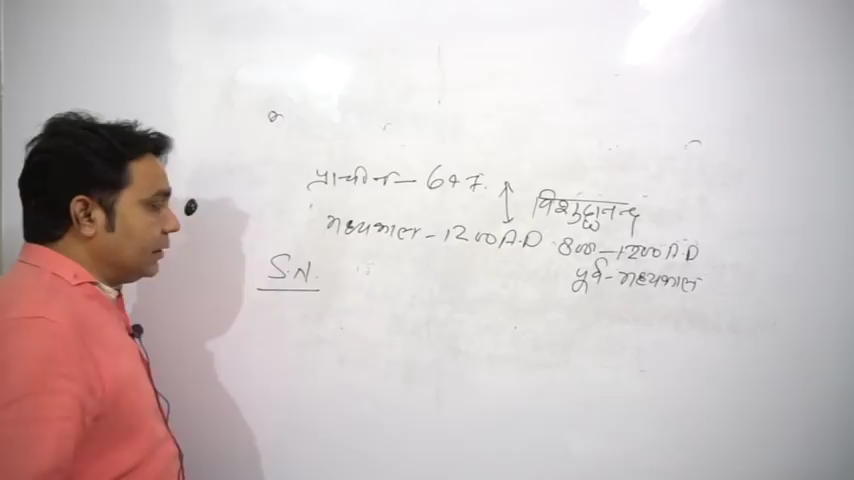 प्राचीन - 647.
मध्यकाल - 1200 A.D
विशुद्धानन्द
800 - 1200 A.D
पूर्व - मध्यकाल
S.N.